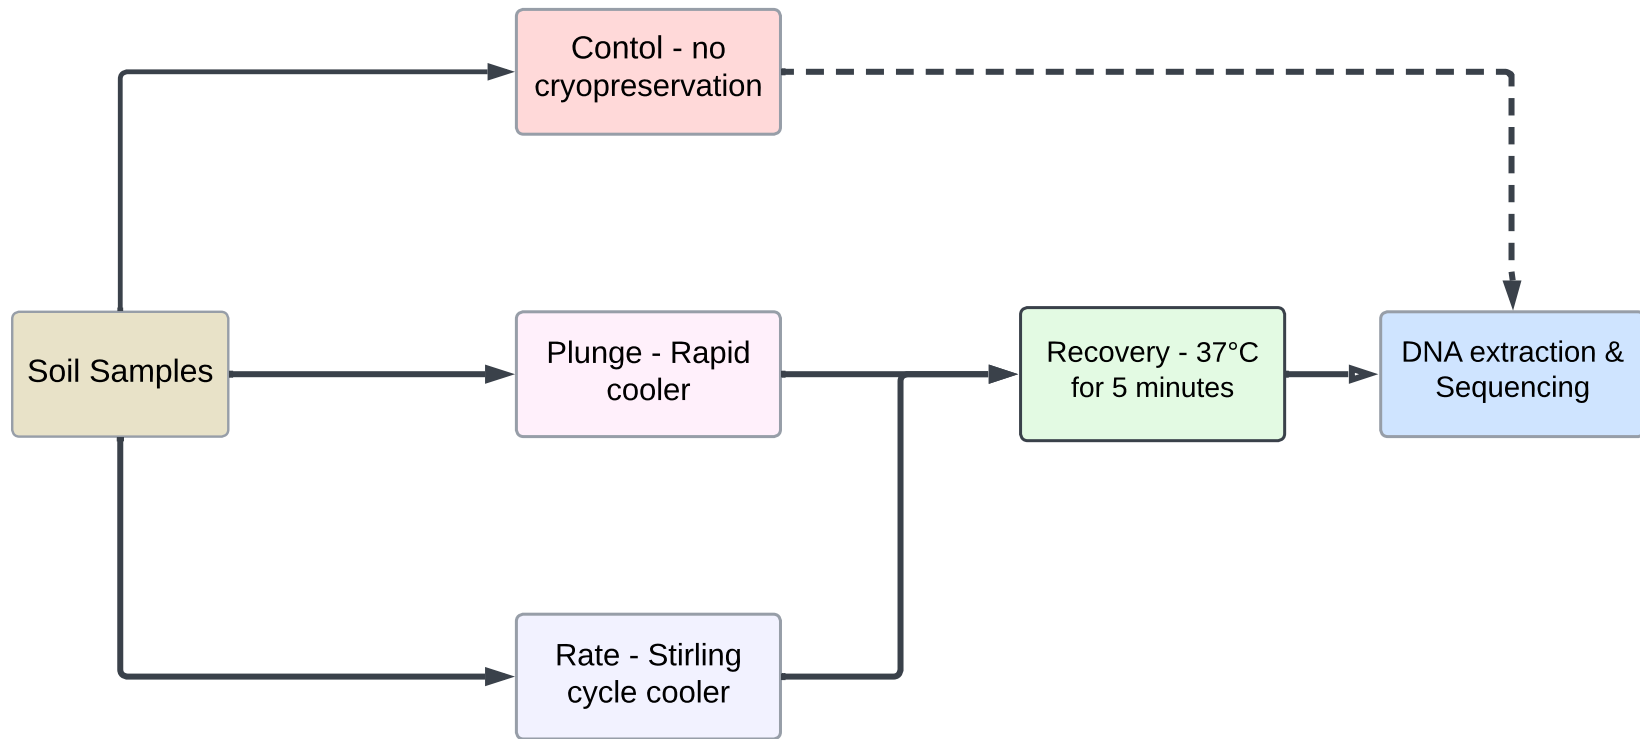 Contol - no
cryopreservation
Soil Samples
Plunge - Rapid
cooler
Recovery - 37°C
for 5 minutes
DNA extraction &
Sequencing
Rate - Stirling
cycle cooler